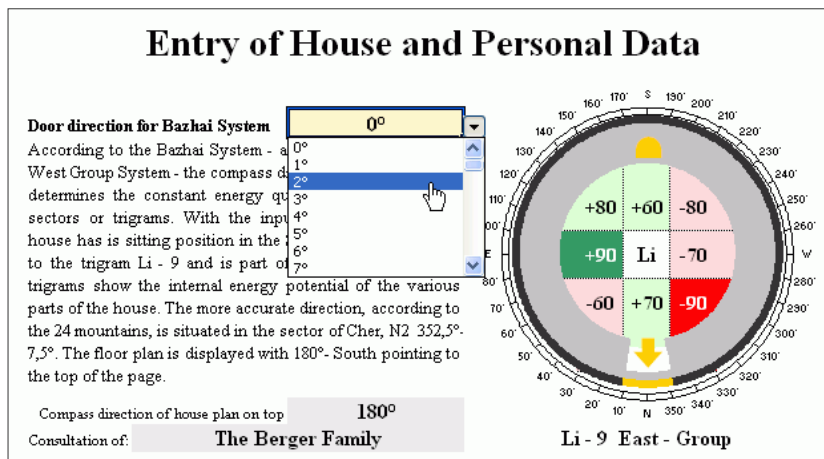 Entry of House and Personal Data
Door direction for Bazhai System
0°
According to the Bazhai System - a
West Group System - the compass d
determines the constant energy qu
sectors or trigrams. With the inpu
house has is sitting position in the
to the trigram Li - 9 and is part of
trigrams show the internal energy potential of the various
parts of the house. The more accurate direction, according to
the 24 mountains, is situated in the sector of Cher, N2 352,5°-
7,5°. The floor plan is displayed with 180°- South pointing to
the top of the page.
0°
1°
2°
3°
4°
5°
6°
7°
Compass direction of house plan on top 180°
Consultation of: The Berger Family
S
170° 190°
160° 200°
150° 210°
140° 220°
130° 230°
240°
250°
260°
+80 +60 -80
E +90 Li -70 W
-60 +70 -90
80° 280°
70° 290°
60° 300°
50° 310°
40° 320°
30° 330°
20° 340°
10° 350°
N
Li - 9 East - Group